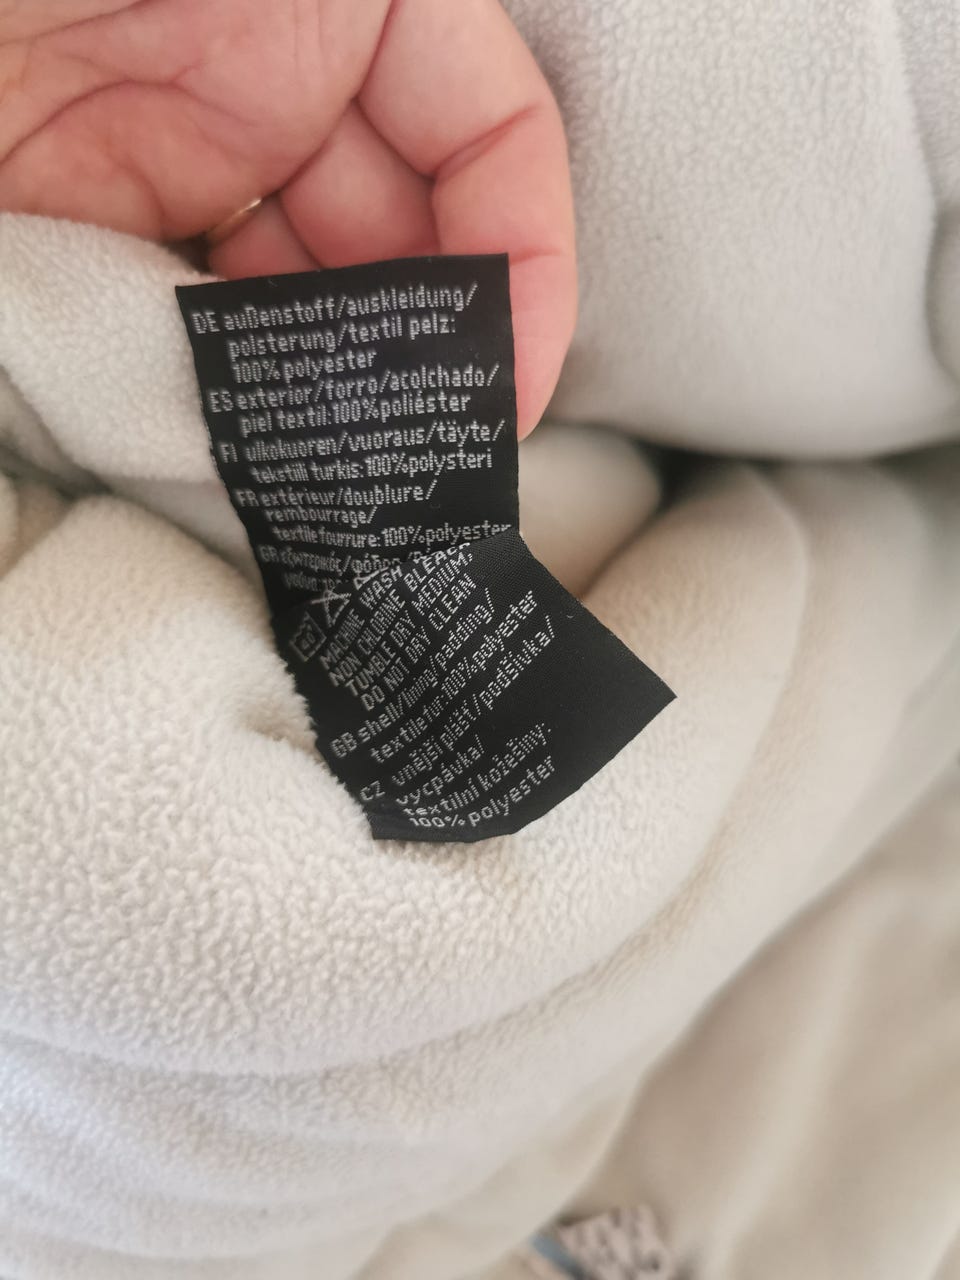 DE außenstoff/auskleidung/
polsterung/textil pelz:
100% polyester
ES exterior/forro/acolchado/
piel textil:100%poliéster
FI ulkokuoren/vuoraus/täyte/
tekstiili turkis:100%polysteri
FR extérieur/doublure/
rembourrage/
textile fourrure:100%polyester
GR εξωτερικός/φόδρα
MACHINE WASH
NON CHLORINE BLEACH
TUMBLE DRY MEDIUM,
DO NOT DRY CLEAN
GB shell/lining/padding/
textile fur:100%polyester
CZ vnější plášť/podšívka/
vycpávka/
textilní kožešiny:
100% polyester